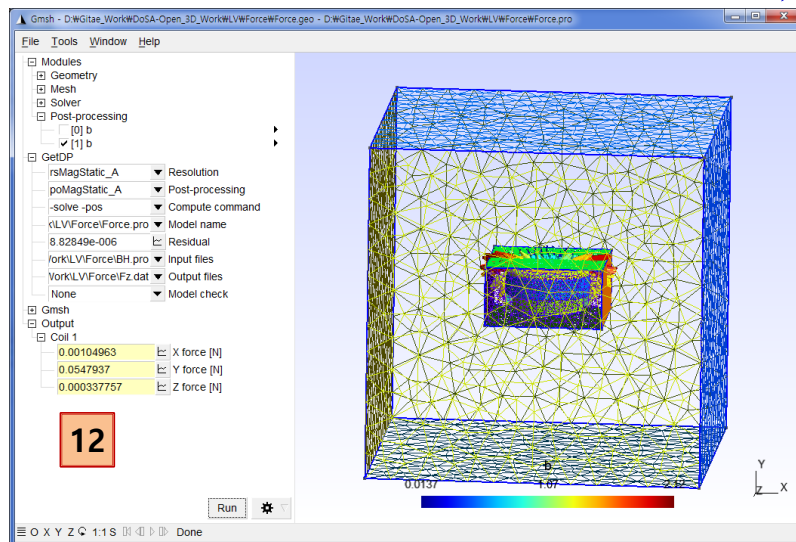 Gmsh - D:₩Gitae_Work₩DoSA-Open_3D_Work₩LV₩Force₩Force.geo - D:₩Gitae_Work₩DoSA-Open_3D_Work₩LV₩Force₩Force.pro
File Tools Window Help
Modules
Geometry
Mesh
Solver
Post-processing
[0] b
[1] b
GetDP
rsMagStatic_A Resolution
poMagStatic_A Post-processing
-solve -pos Compute command
\LV\Force\Force.pro Model name
8.82849e-006 Residual
/ork\LV\Force\BH.pro Input files
Vork\LV\Force\Fz.dat Output files
None Model check
Gmsh
Output
Coil 1
0.00104963 X force [N]
0.0547937 Y force [N]
0.000337757 Z force [N]
12
Run
b
0.0137 1.07 2.12
Y
Z X
O X Y Z 1:1 S Done